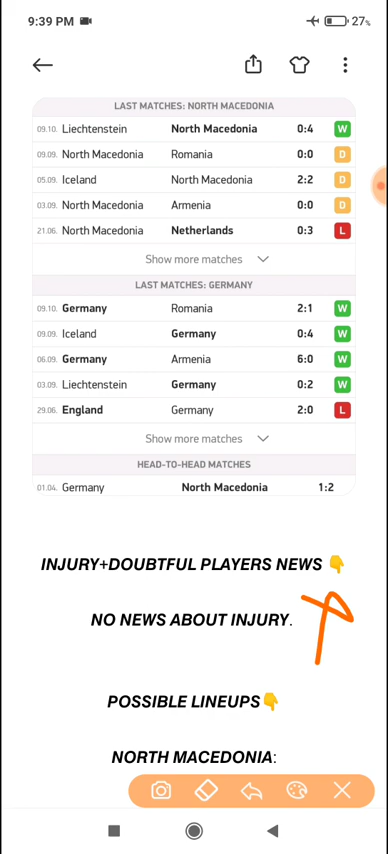 9:39 PM 27%
LAST MATCHES: NORTH MACEDONIA
09.10. Liechtenstein North Macedonia 0:4 W
09.09. North Macedonia Romania 0:0 D
05.09. Iceland North Macedonia 2:2 D
03.09. North Macedonia Armenia 0:0 D
21.06. North Macedonia Netherlands 0:3 L
Show more matches
LAST MATCHES: GERMANY
09.10. Germany Romania 2:1 W
09.09. Iceland Germany 0:4 W
06.09. Germany Armenia 6:0 W
03.09. Liechtenstein Germany 0:2 W
29.06. England Germany 2:0 L
Show more matches
HEAD-TO-HEAD MATCHES
01.04. Germany North Macedonia 1:2
INJURY+DOUBTFUL PLAYERS NEWS 👇
NO NEWS ABOUT INJURY.
POSSIBLE LINEUPS👇
NORTH MACEDONIA: